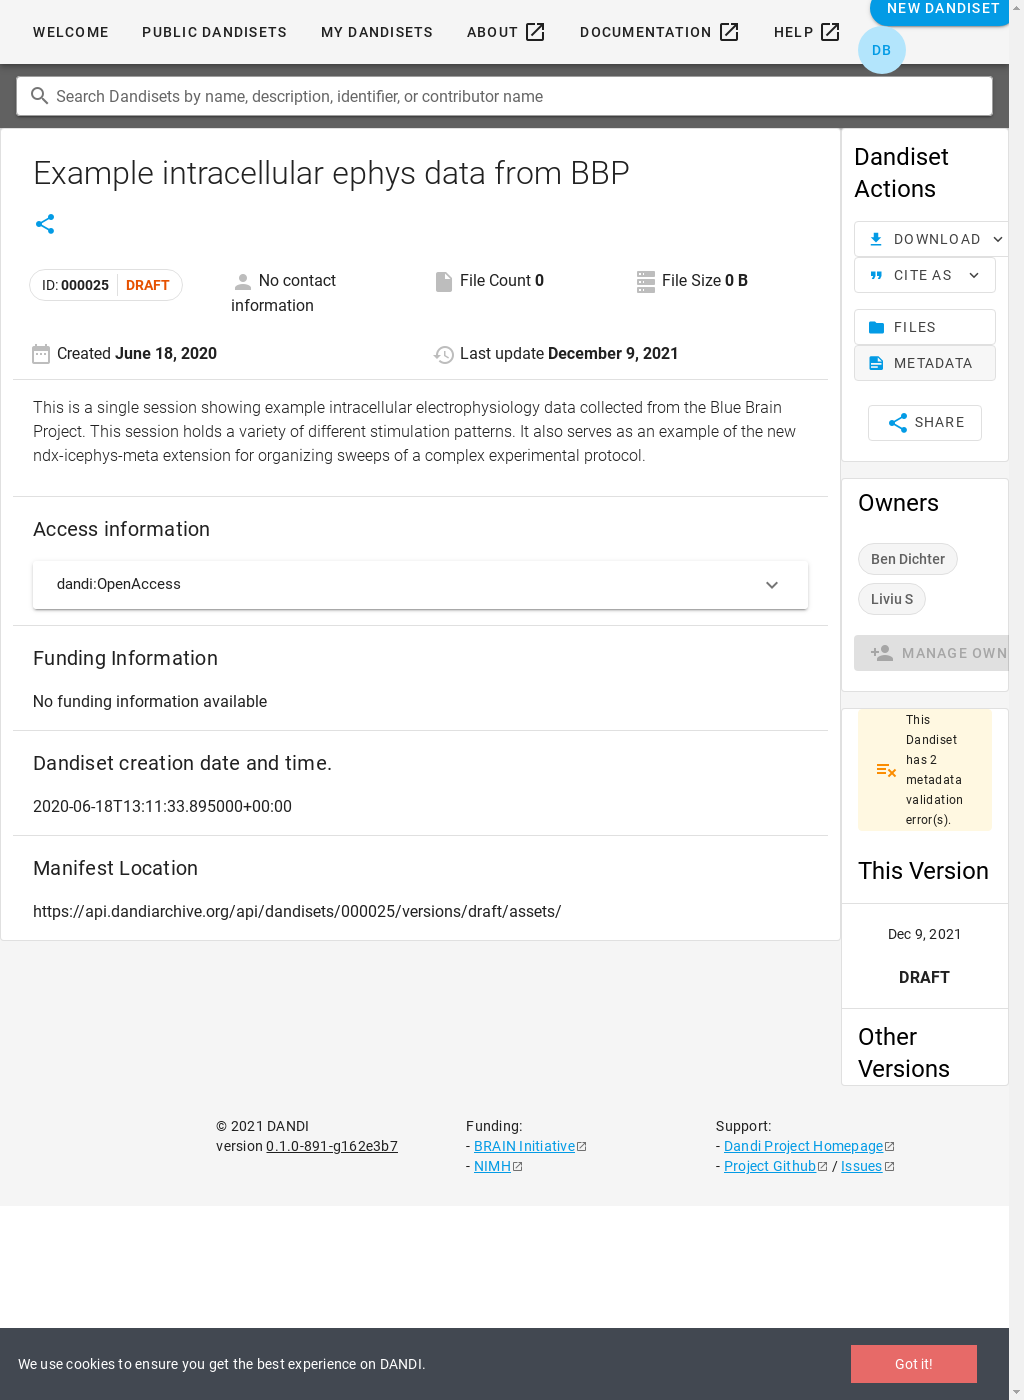 NEW DANDISET
WELCOME PUBLIC DANDISETS MY DANDISETS ABOUT DOCUMENTATION HELP
DB
Search Dandisets by name, description, identifier, or contributor name
Example intracellular ephys data from BBP
ID: 000025 DRAFT
No contact information
File Count 0
File Size 0 B
Created June 18, 2020
Last update December 9, 2021
This is a single session showing example intracellular electrophysiology data collected from the Blue Brain
Project. This session holds a variety of different stimulation patterns. It also serves as an example of the new
ndx-icephys-meta extension for organizing sweeps of a complex experimental protocol.
Access information
dandi:OpenAccess
Funding Information
No funding information available
Dandiset creation date and time.
2020-06-18T13:11:33.895000+00:00
Manifest Location
https://api.dandiarchive.org/api/dandisets/000025/versions/draft/assets/
Dandiset
Actions
DOWNLOAD
CITE AS
FILES
METADATA
SHARE
Owners
Ben Dichter
Liviu S
MANAGE OWN
This
Dandiset
has 2
metadata
validation
error(s).
This Version
Dec 9, 2021
DRAFT
Other
Versions
© 2021 DANDI
version 0.1.0-891-g162e3b7
Funding:
- BRAIN Initiative
- NIMH
Support:
- Dandi Project Homepage
- Project Github / Issues
We use cookies to ensure you get the best experience on DANDI.
Got it!